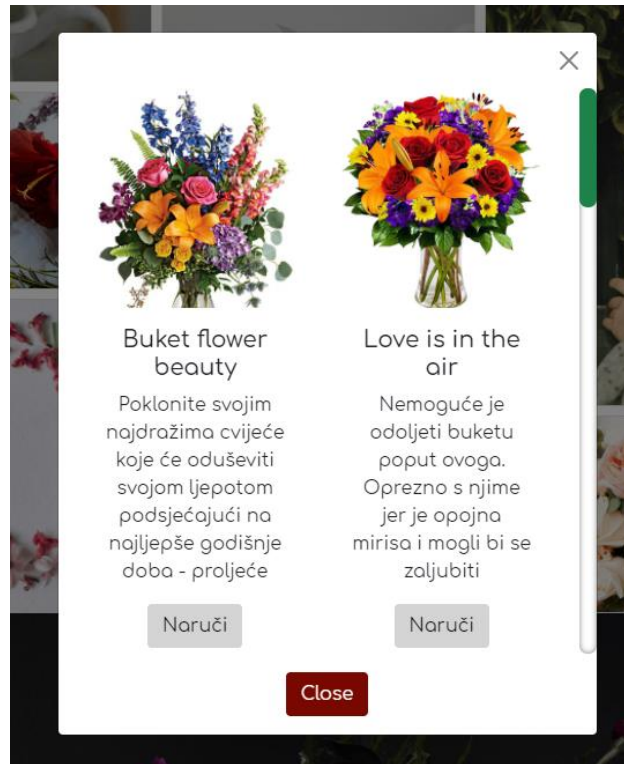 Buket flower
beauty
Poklonite svojim
najdražima cvijeće
koje će oduševiti
svojom ljepotom
podsjećajući na
najljepše godišnje
doba - proljeće
Naruči
Love is in the
air
Nemoguće je
odoljeti buketu
poput ovoga.
Oprezno s njime
jer je opojna
mirisa i mogli bi se
zaljubiti
Naruči
Close